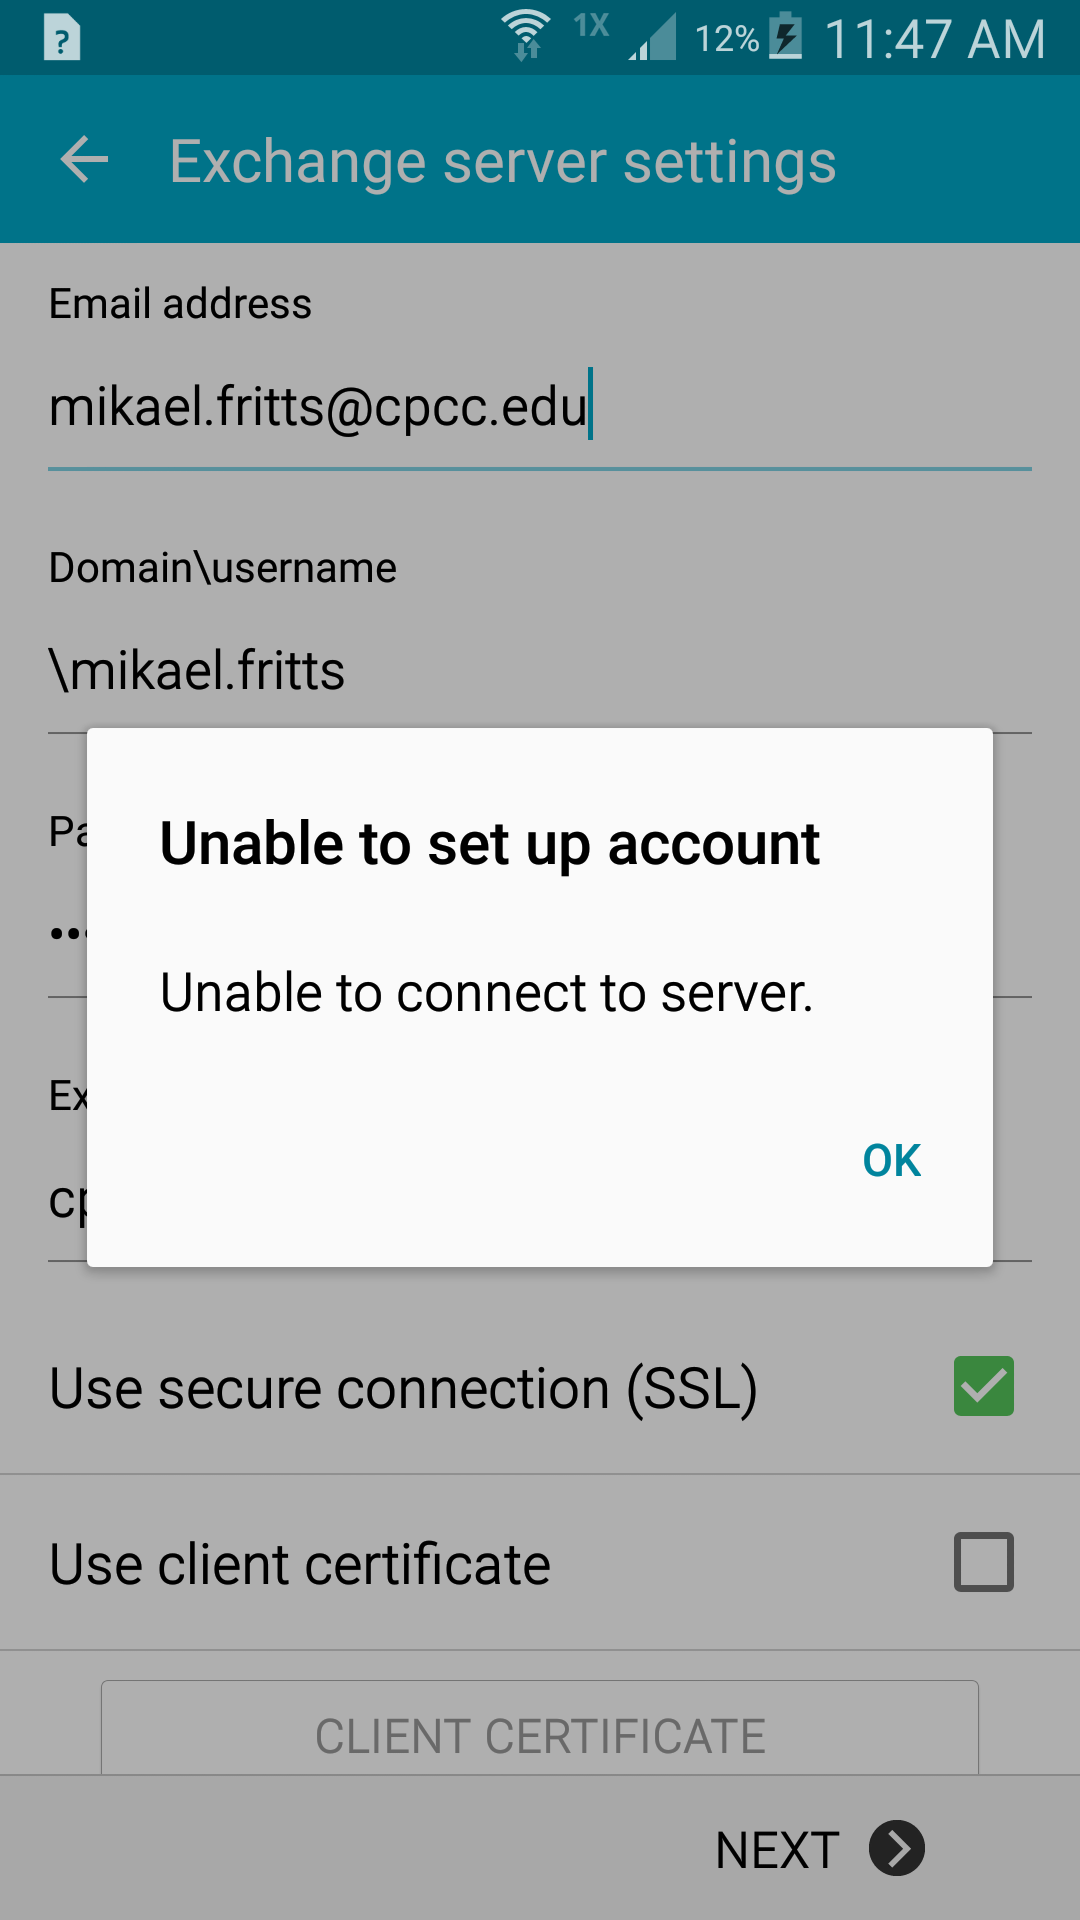 ?
1X 12% 11:47 AM
Exchange server settings
Email address
mikael.fritts@cpcc.edu
Domain\username
\mikael.fritts
Pa
Unable to set up account
Unable to connect to server.
Ex
OK
cp
Use secure connection (SSL)
Use client certificate
CLIENT CERTIFICATE
NEXT